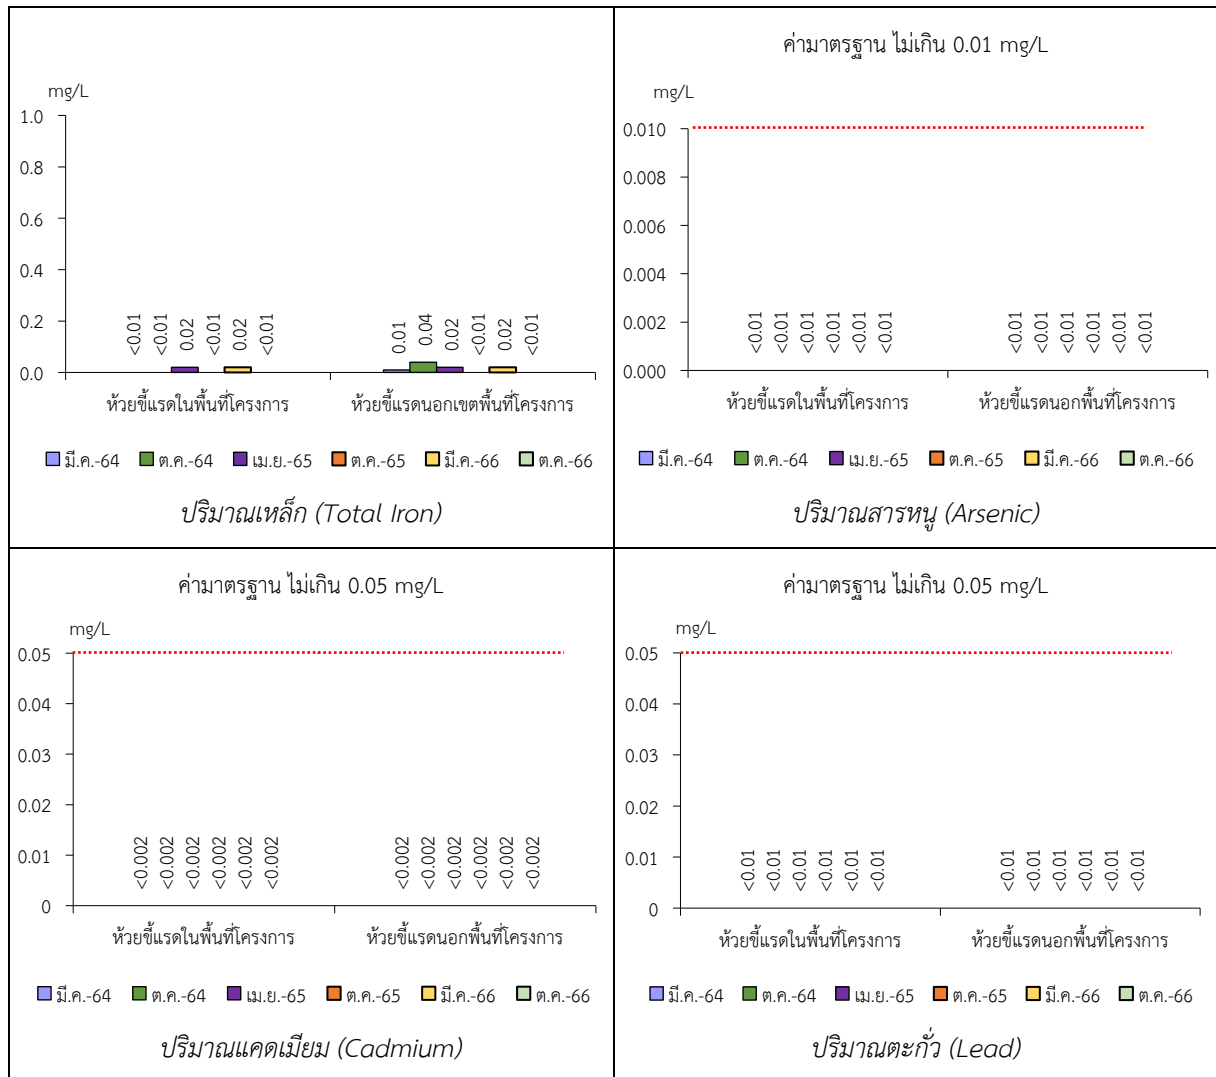 mg/L
1.0
0.8
0.6
0.4
0.2
0.0
<0.01 <0.01 0.02 <0.01 0.02 <0.01
0.01 0.04 0.02 <0.01 0.02 <0.01
ห้วยขี้แรดในพื้นที่โครงการ ห้วยขี้แรดนอกเขตพื้นที่โครงการ
มี.ค.-64 ต.ค.-64 เม.ย.-65 ต.ค.-65 มี.ค.-66 ต.ค.-66
ปริมาณเหล็ก (Total Iron)
ค่ามาตรฐาน ไม่เกิน 0.01 mg/L
mg/L
0.010
0.008
0.006
0.004
0.002
0.000
<0.01 <0.01 <0.01 <0.01 <0.01 <0.01
<0.01 <0.01 <0.01 <0.01 <0.01 <0.01
ห้วยขี้แรดในพื้นที่โครงการ ห้วยขี้แรดนอกพื้นที่โครงการ
มี.ค.-64 ต.ค.-64 เม.ย.-65 ต.ค.-65 มี.ค.-66 ต.ค.-66
ปริมาณสารหนู (Arsenic)
ค่ามาตรฐาน ไม่เกิน 0.05 mg/L
mg/L
0.05
0.04
0.03
0.02
0.01
0
<0.002 <0.002 <0.002 <0.002 <0.002 <0.002
<0.002 <0.002 <0.002 <0.002 <0.002 <0.002
ห้วยขี้แรดในพื้นที่โครงการ ห้วยขี้แรดนอกพื้นที่โครงการ
มี.ค.-64 ต.ค.-64 เม.ย.-65 ต.ค.-65 มี.ค.-66 ต.ค.-66
ปริมาณแคดเมียม (Cadmium)
ค่ามาตรฐาน ไม่เกิน 0.05 mg/L
mg/L
0.05
0.04
0.03
0.02
0.01
0
<0.01 <0.01 <0.01 <0.01 <0.01 <0.01
<0.01 <0.01 <0.01 <0.01 <0.01 <0.01
ห้วยขี้แรดในพื้นที่โครงการ ห้วยขี้แรดนอกพื้นที่โครงการ
มี.ค.-64 ต.ค.-64 เม.ย.-65 ต.ค.-65 มี.ค.-66 ต.ค.-66
ปริมาณตะกั่ว (Lead)